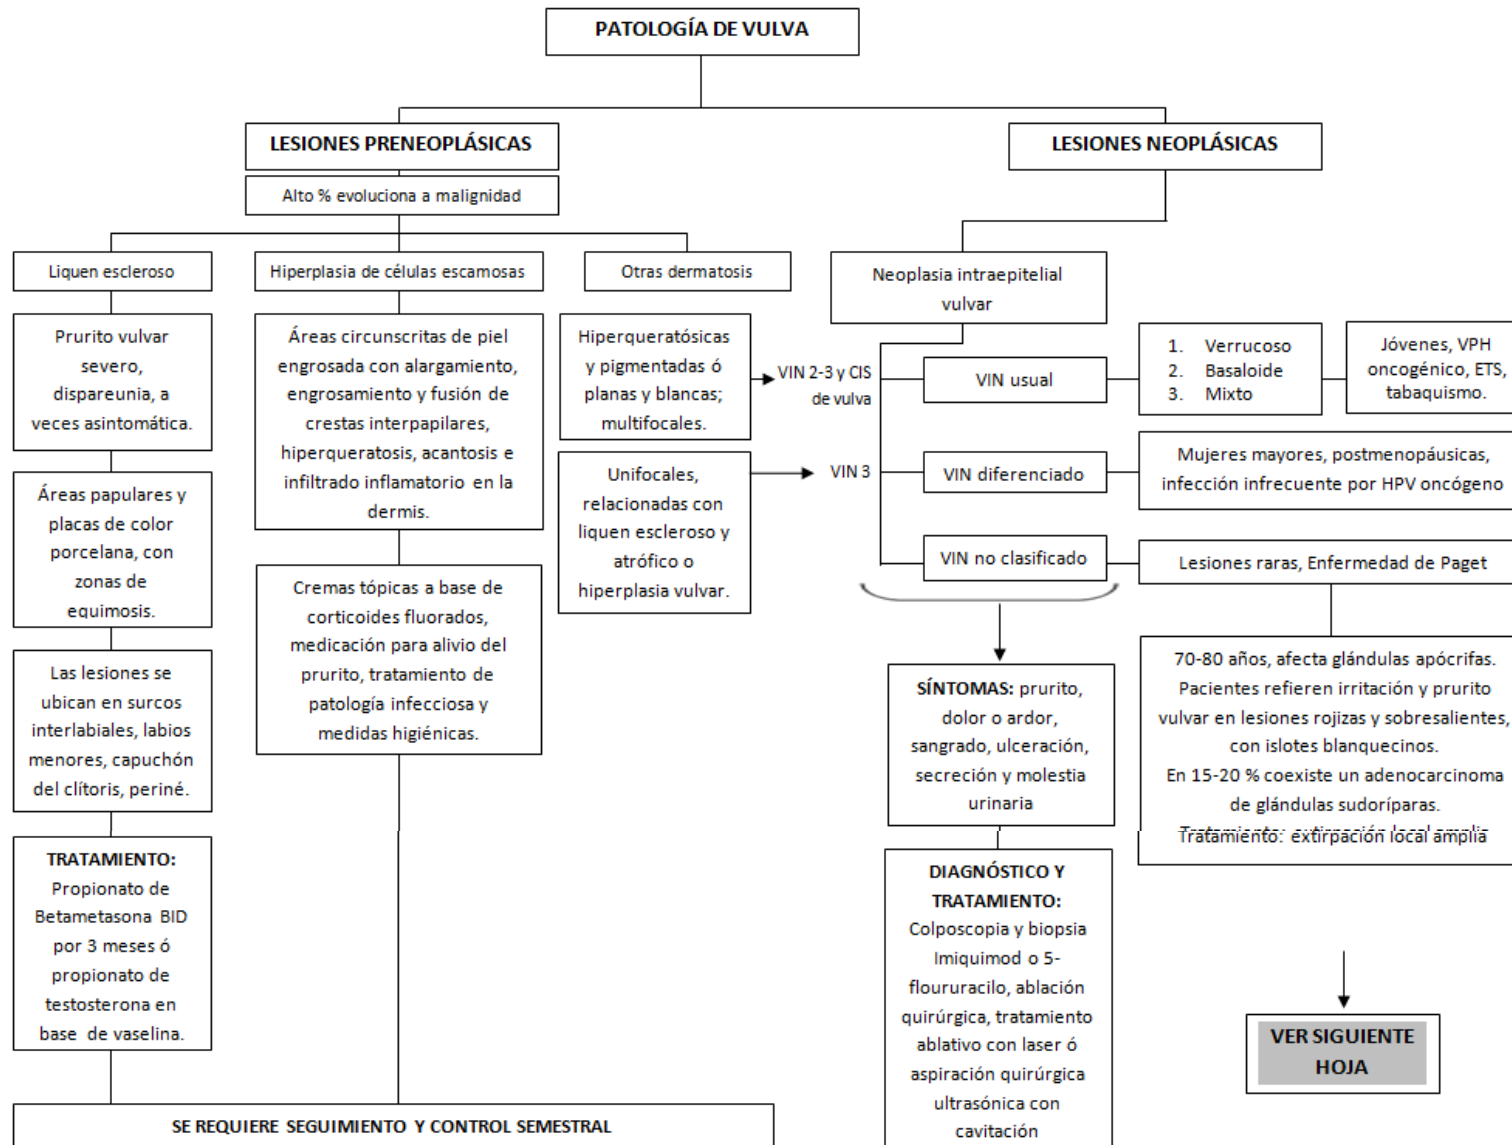 PATOLOGÍA DE VULVA
LESIONES PRENEOPLÁSICAS
Alto % evoluciona a malignidad
Liquen escleroso
Prurito vulvar
severo,
dispareunia, a
veces asintomática.
Áreas papulares y
placas de color
porcelana, con
zonas de
equimosis.
Las lesiones se
ubican en surcos
interlabiales, labios
menores, capuchón
del clítoris, periné.
TRATAMIENTO:
Propionato de
Betametasona BID
por 3 meses ó
propionato de
testosterona en
base de vaselina.
Hiperplasia de células escamosas
Áreas circunscritas de piel
engrosada con alargamiento,
engrosamiento y fusión de
crestas interpapilares,
hiperqueratosis, acantosis e
infiltrado inflamatorio en la
dermis.
Cremas tópicas a base de
corticoides fluorados,
medicación para alivio del
prurito, tratamiento de
patología infecciosa y
medidas higiénicas.
Otras dermatosis
Hiperqueratósicas
y pigmentadas ó
planas y blancas;
multifocales.
VIN 2-3 y CIS
de vulva
Unifocales,
relacionadas con
liquen escleroso y
atrófico o
hiperplasia vulvar.
VIN 3
SE REQUIERE SEGUIMIENTO Y CONTROL SEMESTRAL
LESIONES NEOPLÁSICAS
Neoplasia intraepitelial
vulvar
VIN usual
1. Verrucoso
2. Basaloide
3. Mixto
Jóvenes, VPH
oncogénico, ETS,
tabaquismo.
VIN diferenciado
Mujeres mayores, postmenopáusicas,
infección infrecuente por HPV oncógeno
VIN no clasificado
Lesiones raras, Enfermedad de Paget
70-80 años, afecta glándulas apócrifas.
Pacientes refieren irritación y prurito
vulvar en lesiones rojizas y sobresalientes,
con islotes blanquecinos.
En 15-20 % coexiste un adenocarcinoma
de glándulas sudoríparas.
Tratamiento: extirpación local amplia
SÍNTOMAS: prurito,
dolor o ardor,
sangrado, ulceración,
secreción y molestia
urinaria
DIAGNÓSTICO Y
TRATAMIENTO:
Colposcopia y biopsia
Imiquimod o 5-
floururacilo, ablación
quirúrgica, tratamiento
ablativo con laser ó
aspiración quirúrgica
ultrasónica con
cavitación
VER SIGUIENTE
HOJA